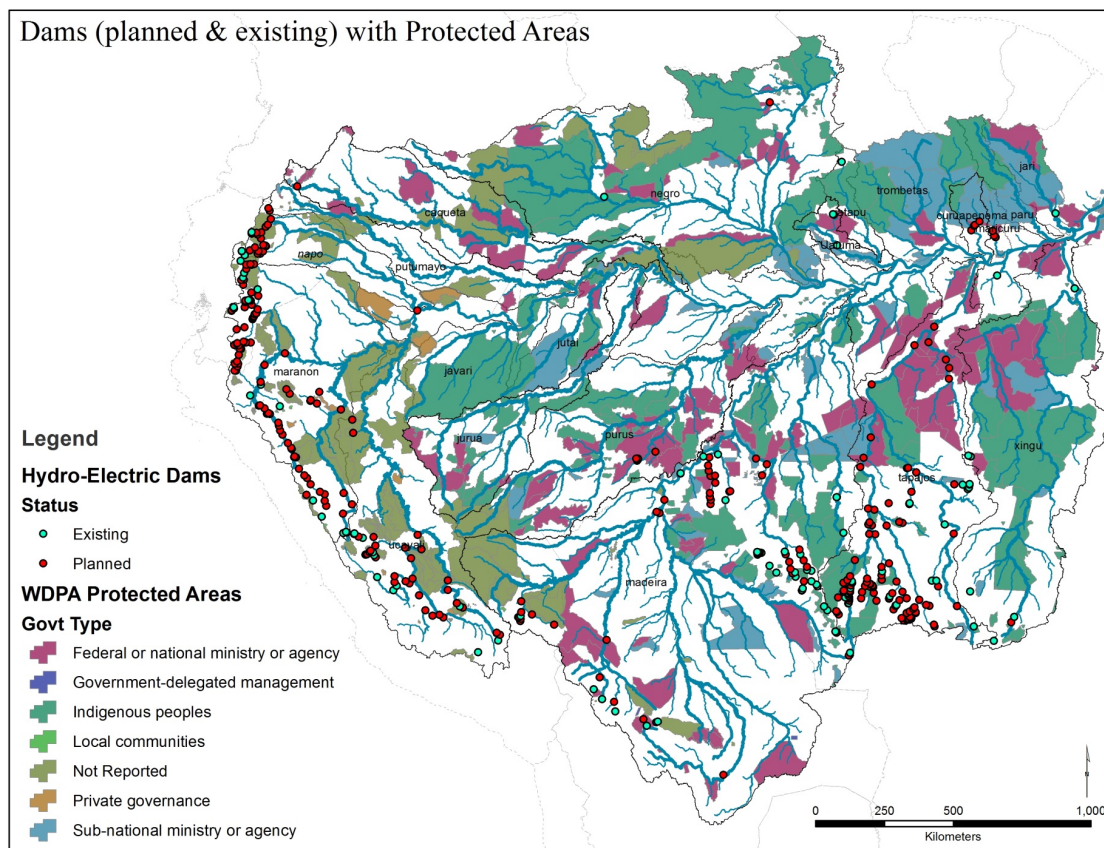 Dams (planned & existing) with Protected Areas
jari
negro
trombetas
caqueta
curuapenema
paru
maricuru
Uatuma
napo
putumayo
jutai
maranon
javari
jurua
purus
xingu
tapajos
ucayali
madeira
Legend
Hydro-Electric Dams
Status
Existing
Planned
WDPA Protected Areas
Govt Type
Federal or national ministry or agency
Government-delegated management
Indigenous peoples
Local communities
Not Reported
Private governance
Sub-national ministry or agency
0 250 500 1,000
Kilometers
N